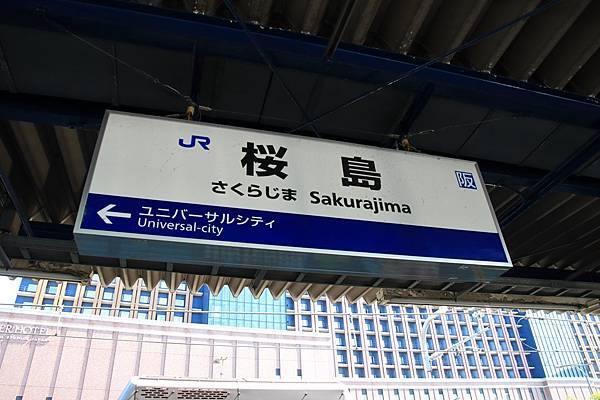 JR
桜島
阪
さくらじま Sakurajima
← ユニバーサルシティ
Universal-city